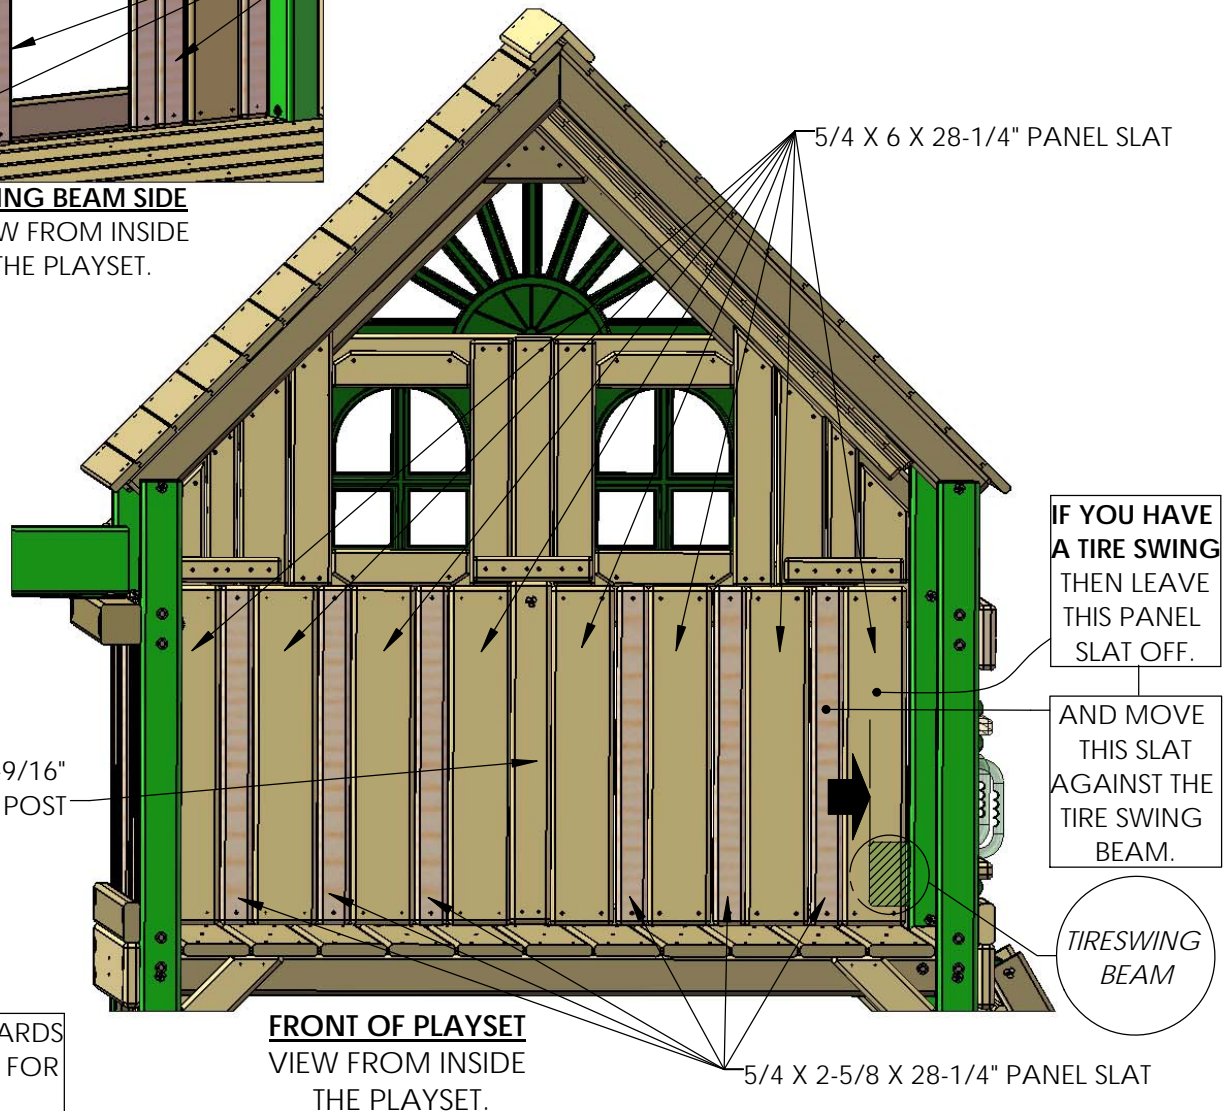 5/4 X 6 X 28-1/4" PANEL SLAT
ING BEAM SIDE
W FROM INSIDE
THE PLAYSET.
IF YOU HAVE
A TIRE SWING
THEN LEAVE
THIS PANEL
SLAT OFF.
AND MOVE
THIS SLAT
AGAINST THE
TIRE SWING
BEAM.
-9/16"
POST
TIRESWING
BEAM
ARDS
FOR
FRONT OF PLAYSET
VIEW FROM INSIDE
THE PLAYSET.
5/4 X 2-5/8 X 28-1/4" PANEL SLAT